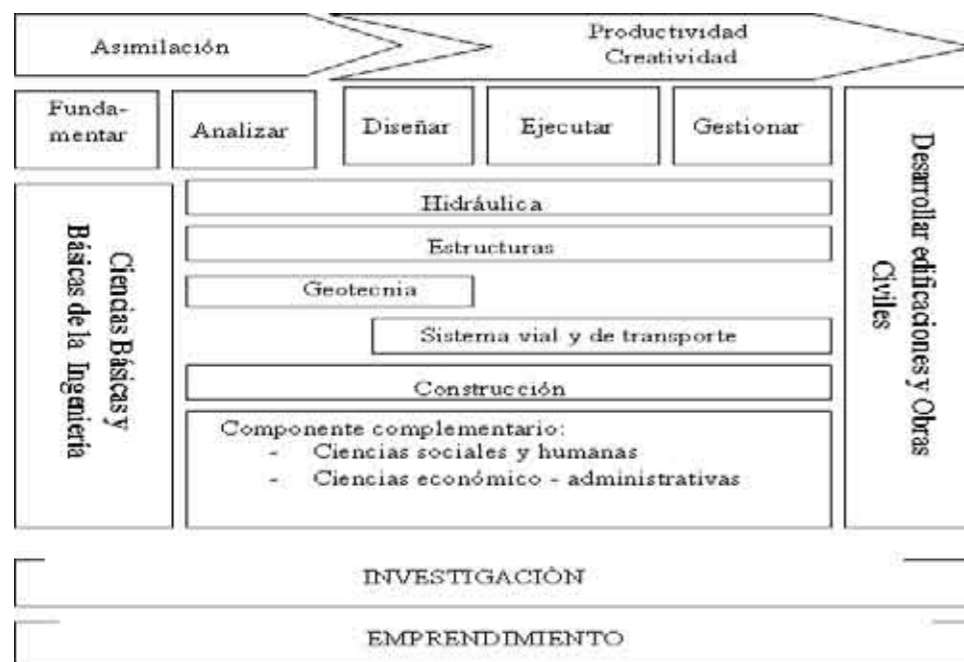 Asimilación
Productividad
Creatividad
Funda-
mentar
Analizar
Diseñar
Ejecutar
Gestionar
Ciencias Básicas y
Básicas de la Ingeniería
Hidráulica
Estructuras
Geotecnia
Sistema vial y de transporte
Construcción
Componente complementario:
- Ciencias sociales y humanas
- Ciencias económico - administrativas
Desarrollar edificaciones y Obras
Civiles
INVESTIGACIÓN
EMPRENDIMIENTO